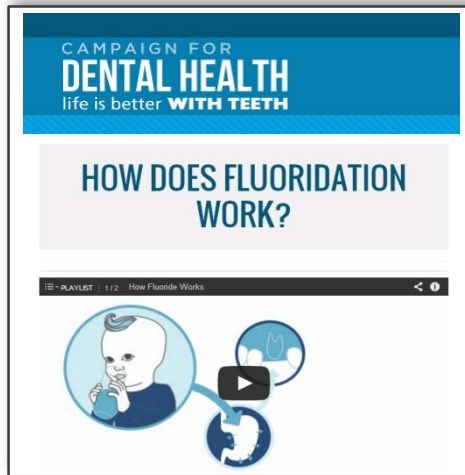 CAMPAIGN FOR
DENTAL HEALTH
life is better WITH TEETH
HOW DOES FLUORIDATION
WORK?
PLAYLIST 1/2 How Fluoride Works